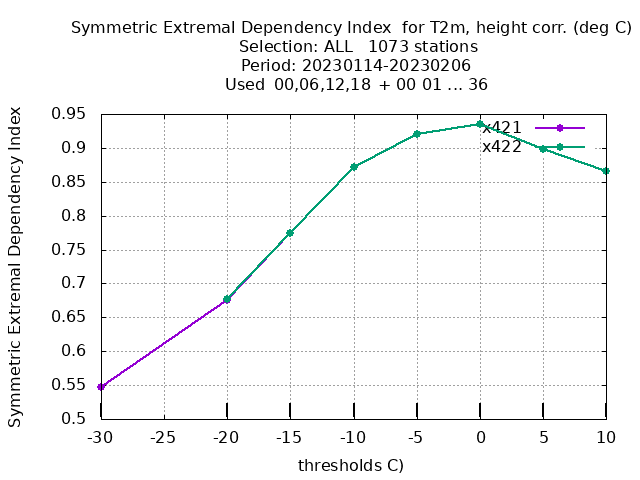 Symmetric Extremal Dependency Index  for T2m, height corr. (deg C)
Selection: ALL   1073 stations
Period: 20230114-20230206
Used  00,06,12,18  + 00 01 ... 36
Symmetric Extremal Dependency Index
0.95
0.9
0.85
0.8
0.75
0.7
0.65
0.6
0.55
0.5
x421
x422
-30 -25 -20 -15 -10 -5 0 5 10
thresholds C)